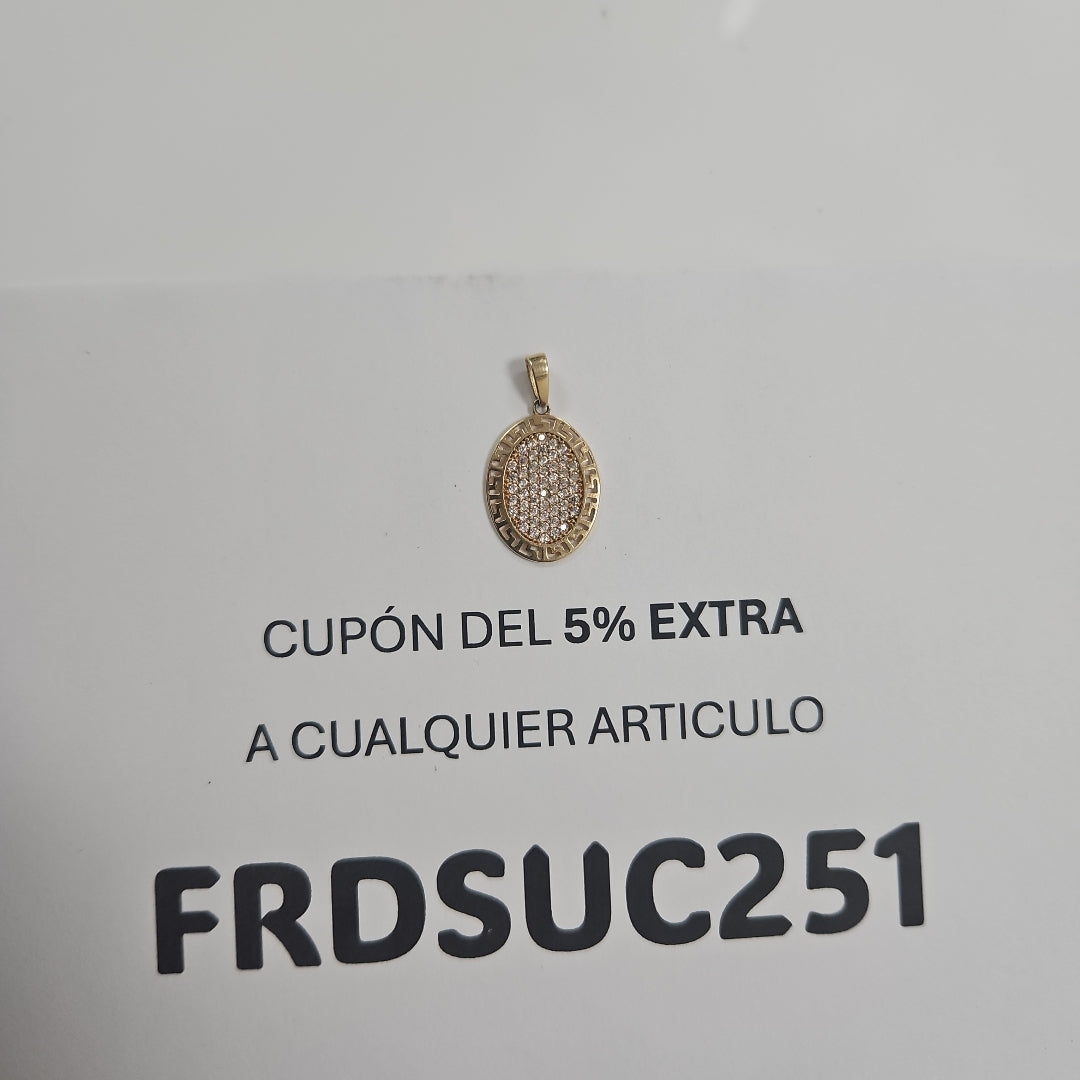 CUPÓN DEL 5% EXTRA
A CUALQUIER ARTICULO
FRDSUC251